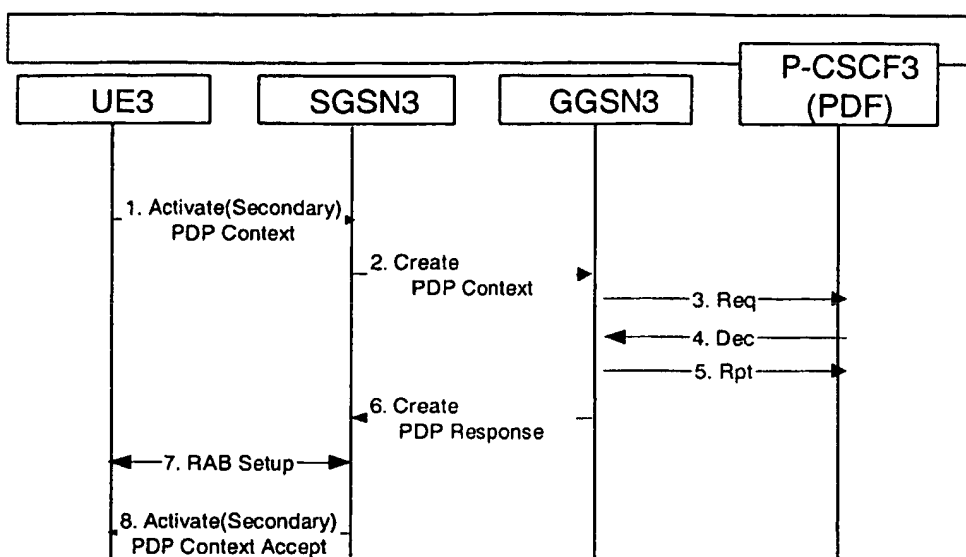 UE3
SGSN3
GGSN3
P-CSCF3
(PDF)
1. Activate(Secondary)
PDP Context
2. Create
PDP Context
3. Req
4. Dec
5. Rpt
6. Create
PDP Response
7. RAB Setup
8. Activate(Secondary)
PDP Context Accept